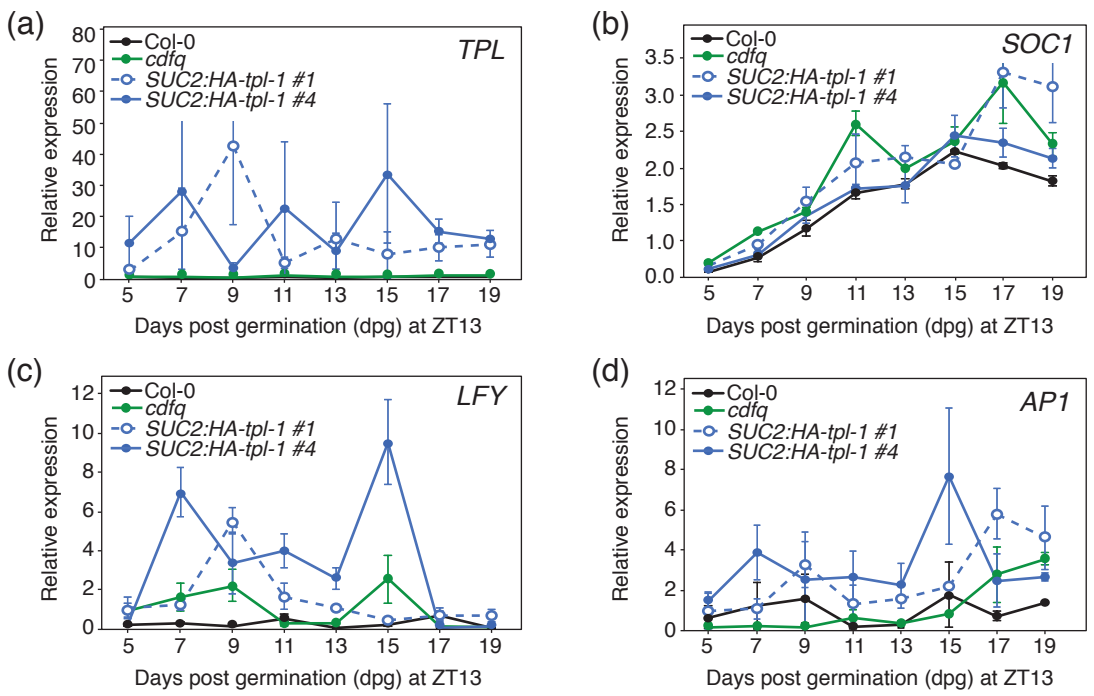 (a)
TPL
Col-0
cdfq
SUC2:HA-tpl-1 #1
SUC2:HA-tpl-1 #4
Relative expression
80
70
60
50
40
30
20
10
0
5 7 9 11 13 15 17 19
Days post germination (dpg) at ZT13
(b)
SOC1
Col-0
cdfq
SUC2:HA-tpl-1 #1
SUC2:HA-tpl-1 #4
Relative expression
3.5
3.0
2.5
2.0
1.5
1.0
0.0
5 7 9 11 13 15 17 19
Days post germination (dpg) at ZT13
(c)
LFY
Col-0
cdfq
SUC2:HA-tpl-1 #1
SUC2:HA-tpl-1 #4
Relative expression
12
10
8
6
4
2
0
5 7 9 11 13 15 17 19
Days post germination (dpg) at ZT13
(d)
AP1
Col-0
cdfq
SUC2:HA-tpl-1 #1
SUC2:HA-tpl-1 #4
Relative expression
12
10
8
6
4
2
0
5 7 9 11 13 15 17 19
Days post germination (dpg) at ZT13